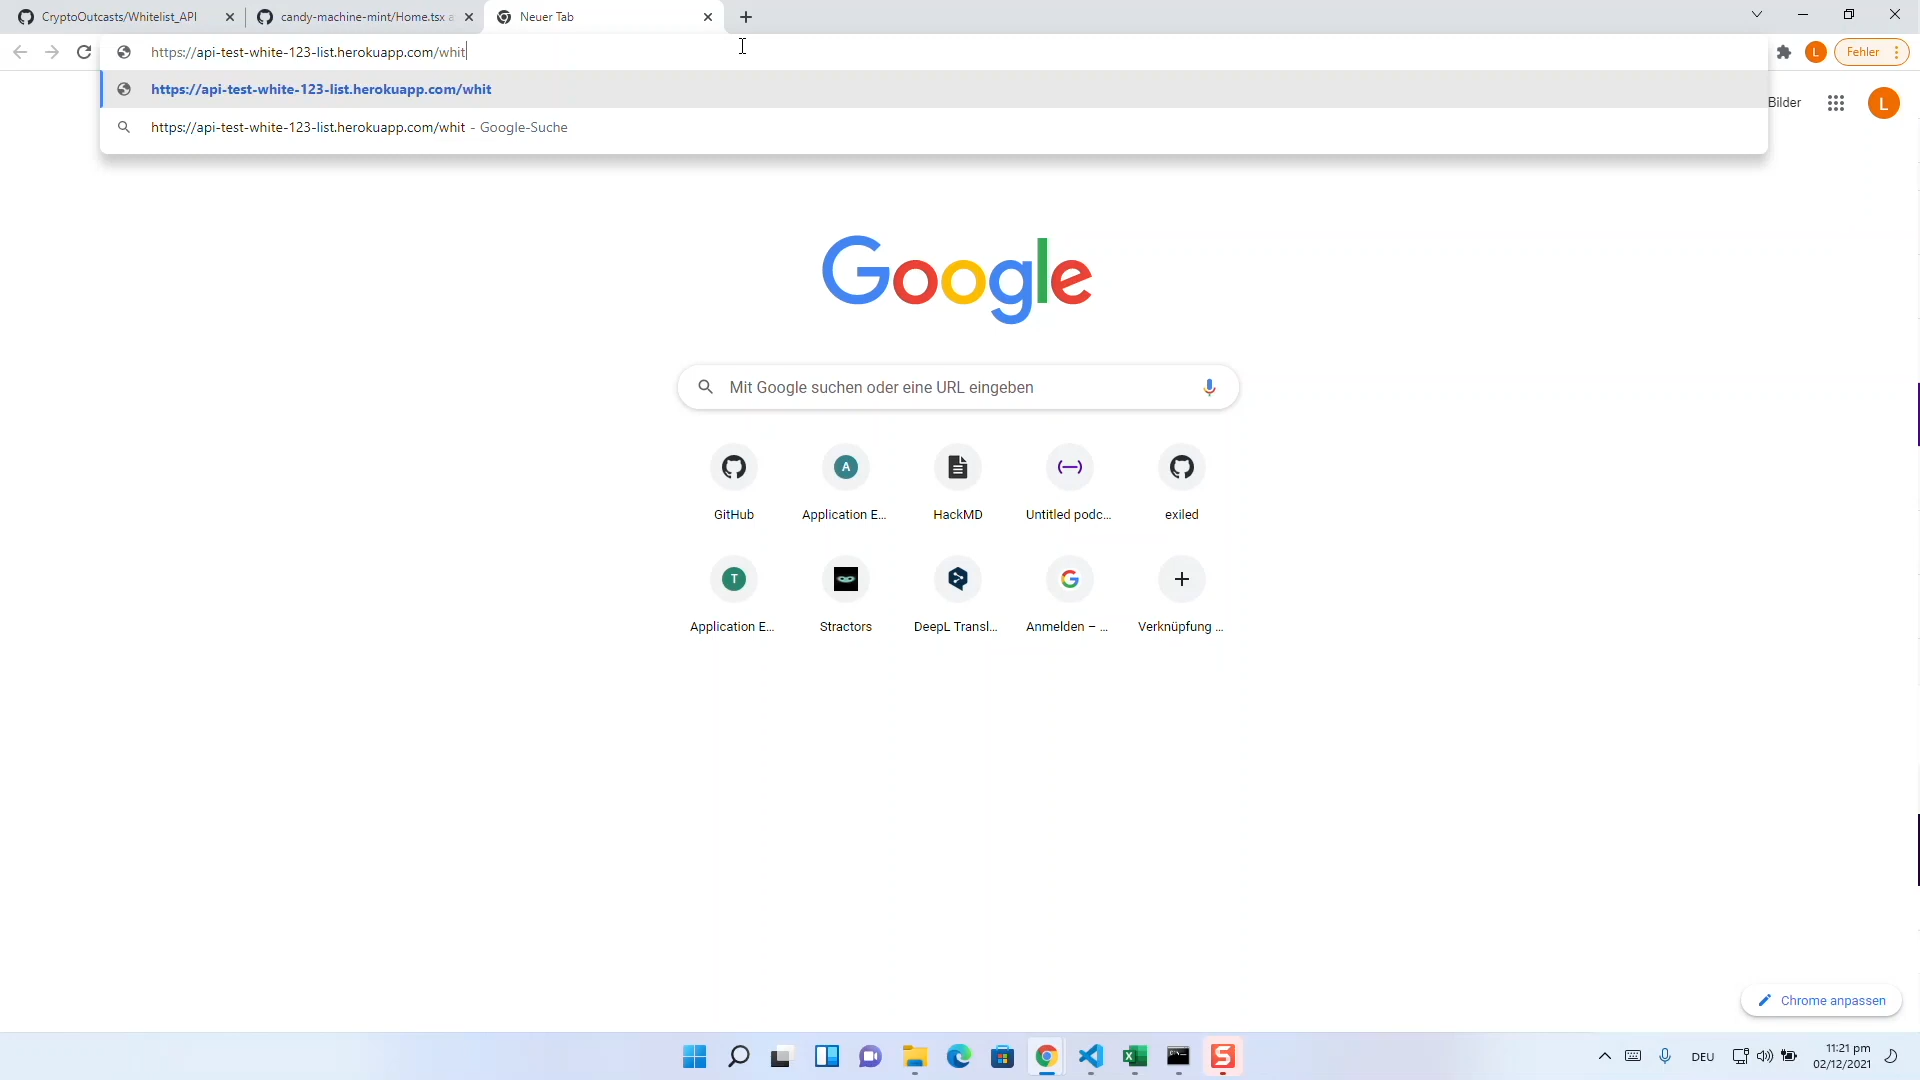 CryptoOutcasts/Whitelist_API
candy-machine-mint/Home.tsx a
Neuer Tab
https://api-test-white-123-list.herokuapp.com/whit
L
Fehler
https://api-test-white-123-list.herokuapp.com/whit
https://api-test-white-123-list.herokuapp.com/whit - Google-Suche
Bilder
L
Google
Mit Google suchen oder eine URL eingeben
A
GitHub
Application E...
HackMD
Untitled podc...
exiled
T
Application E...
Stractors
DeepL Transl...
Anmelden – ...
Verknüpfung ...
Chrome anpassen
DEU
11:21 pm
02/12/2021